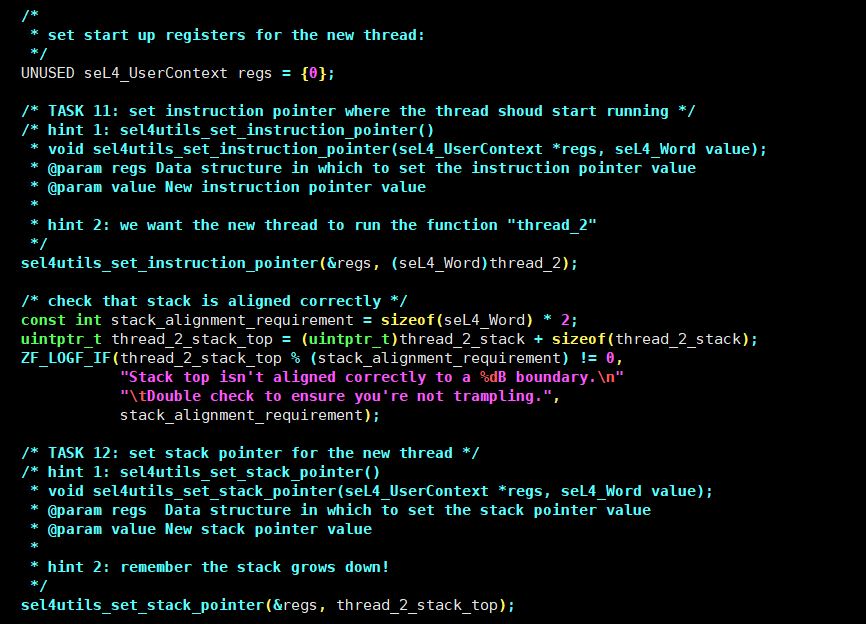 /*
 * set start up registers for the new thread:
 */
UNUSED seL4_UserContext regs = {0};

/* TASK 11: set instruction pointer where the thread shoud start running */
/* hint 1: sel4utils_set_instruction_pointer()
 * void sel4utils_set_instruction_pointer(seL4_UserContext *regs, seL4_Word value);
 * @param regs Data structure in which to set the instruction pointer value
 * @param value New instruction pointer value
 *
 * hint 2: we want the new thread to run the function "thread_2"
 */
sel4utils_set_instruction_pointer(&regs, (seL4_Word)thread_2);

/* check that stack is aligned correctly */
const int stack_alignment_requirement = sizeof(seL4_Word) * 2;
uintptr_t thread_2_stack_top = (uintptr_t)thread_2_stack + sizeof(thread_2_stack);
ZF_LOGF_IF(thread_2_stack_top % (stack_alignment_requirement) != 0,
           "Stack top isn't aligned correctly to a %dB boundary.\n"
           "\tDouble check to ensure you're not trampling.",
           stack_alignment_requirement);

/* TASK 12: set stack pointer for the new thread */
/* hint 1: sel4utils_set_stack_pointer()
 * void sel4utils_set_stack_pointer(seL4_UserContext *regs, seL4_Word value);
 * @param regs  Data structure in which to set the stack pointer value
 * @param value New stack pointer value
 *
 * hint 2: remember the stack grows down!
 */
sel4utils_set_stack_pointer(&regs, thread_2_stack_top);